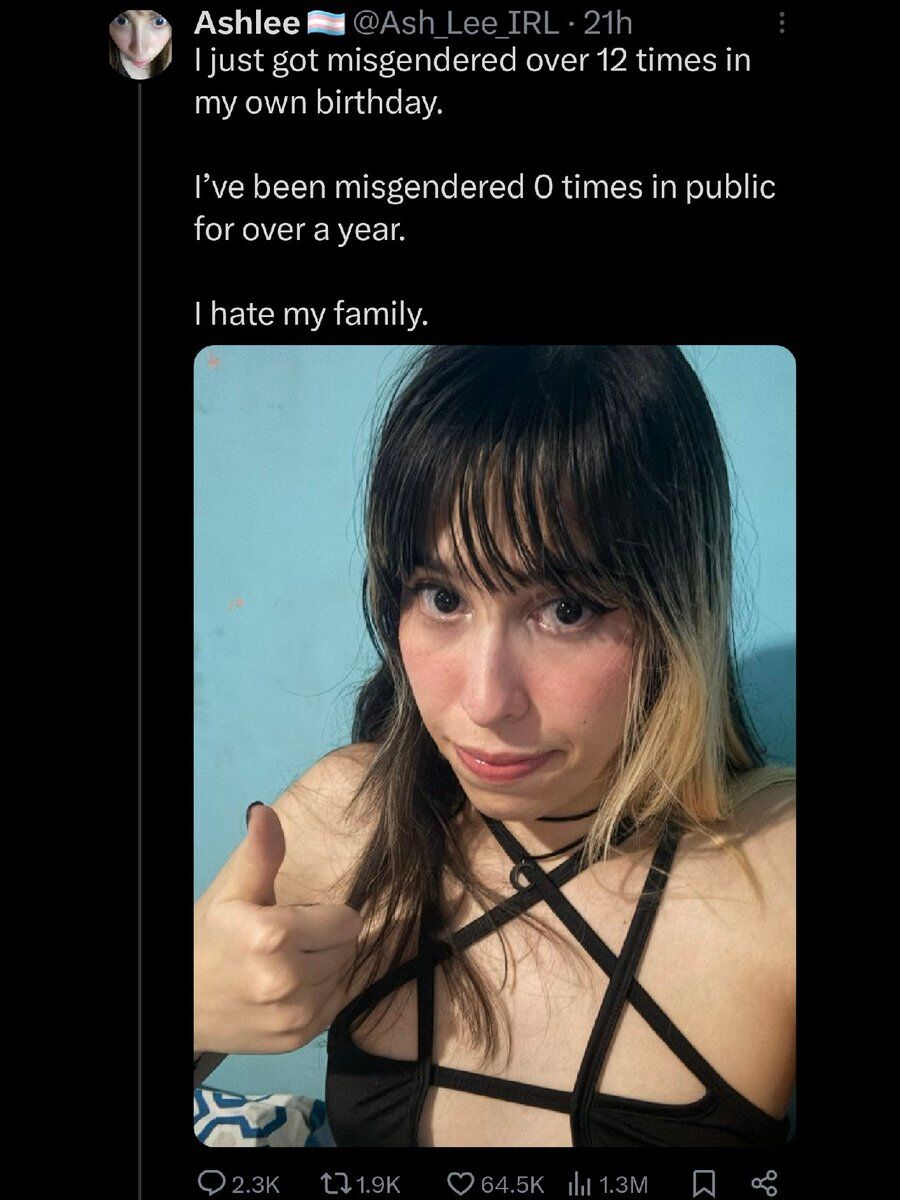 Ashlee 🏳️‍⚧️ @Ash_Lee_IRL · 21h
I just got misgendered over 12 times in
my own birthday.
I’ve been misgendered 0 times in public
for over a year.
I hate my family.
2.3K 1.9K 64.5K 1.3M